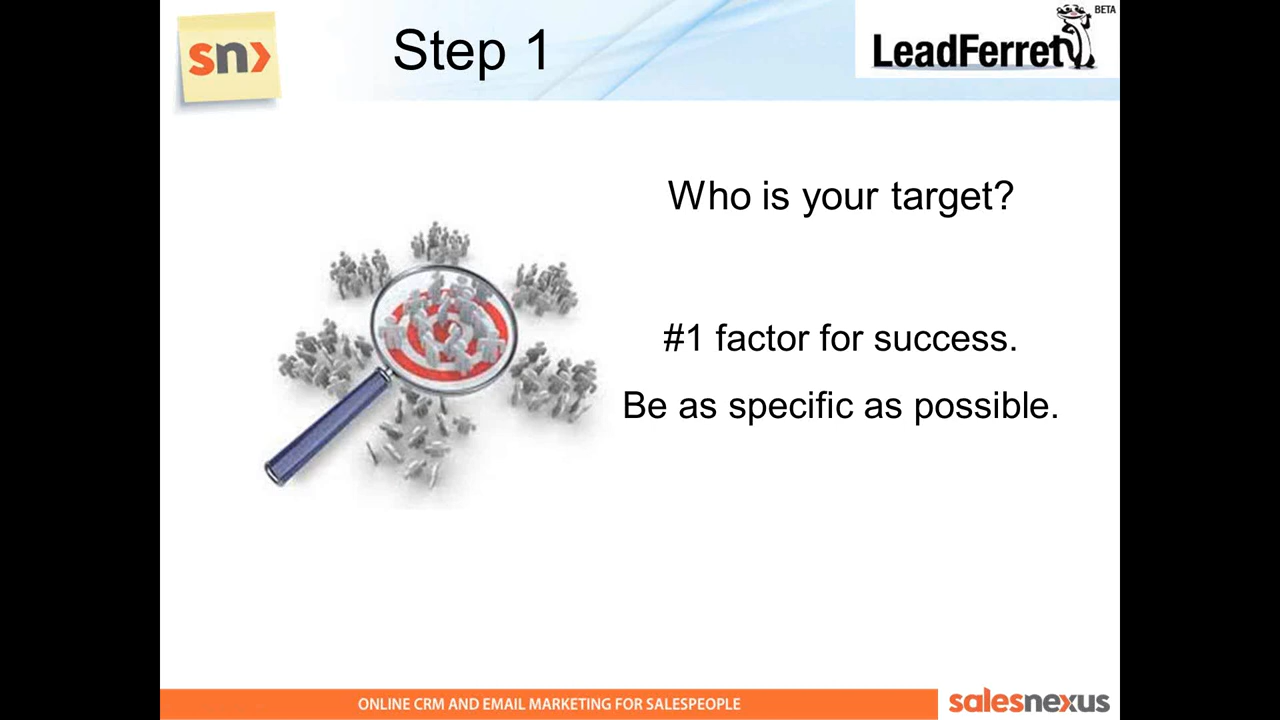 sn>
Step 1
BETA
LeadFerret
Who is your target?
#1 factor for success.
Be as specific as possible.
ONLINE CRM AND EMAIL MARKETING FOR SALESPEOPLE
salesnexus